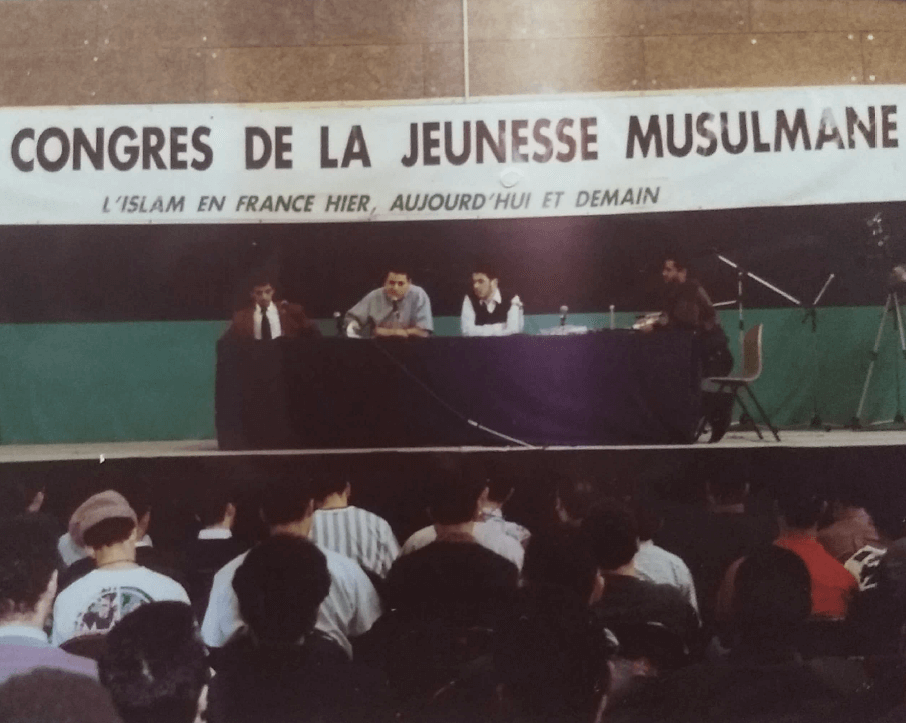 CONGRES DE LA JEUNESSE MUSULMANE
L'ISLAM EN FRANCE HIER, AUJOURD'HUI ET DEMAIN